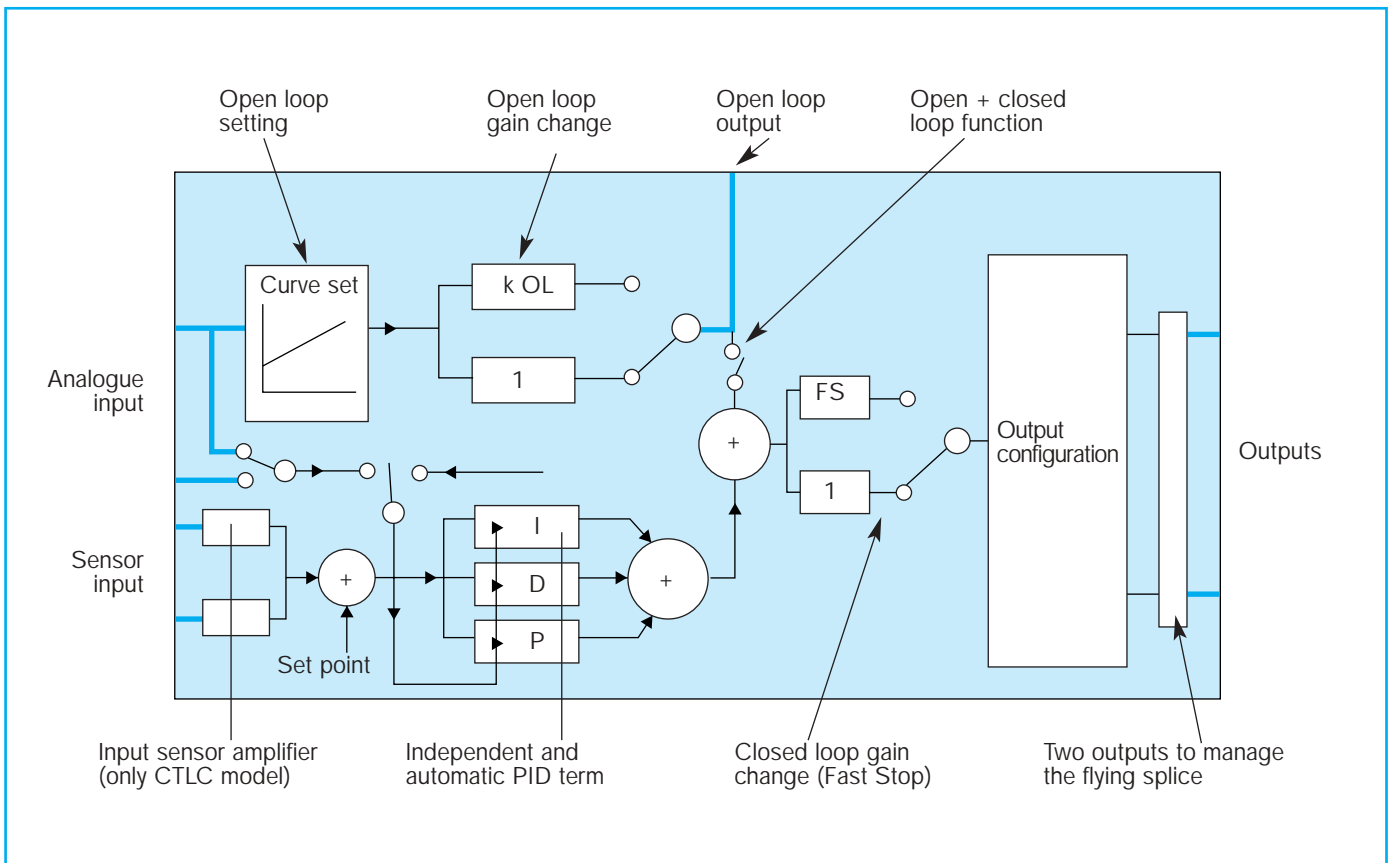 Open loop
setting
Open loop
gain change
Open loop
output
Open + closed
loop function
Curve set
k OL
1
Analogue
input
FS
+
1
Output
configuration
Outputs
Sensor
input
+
I
D
P
+
Set point
Input sensor amplifier
(only CTLC model)
Independent and
automatic PID term
Closed loop gain
change (Fast Stop)
Two outputs to manage
the flying splice